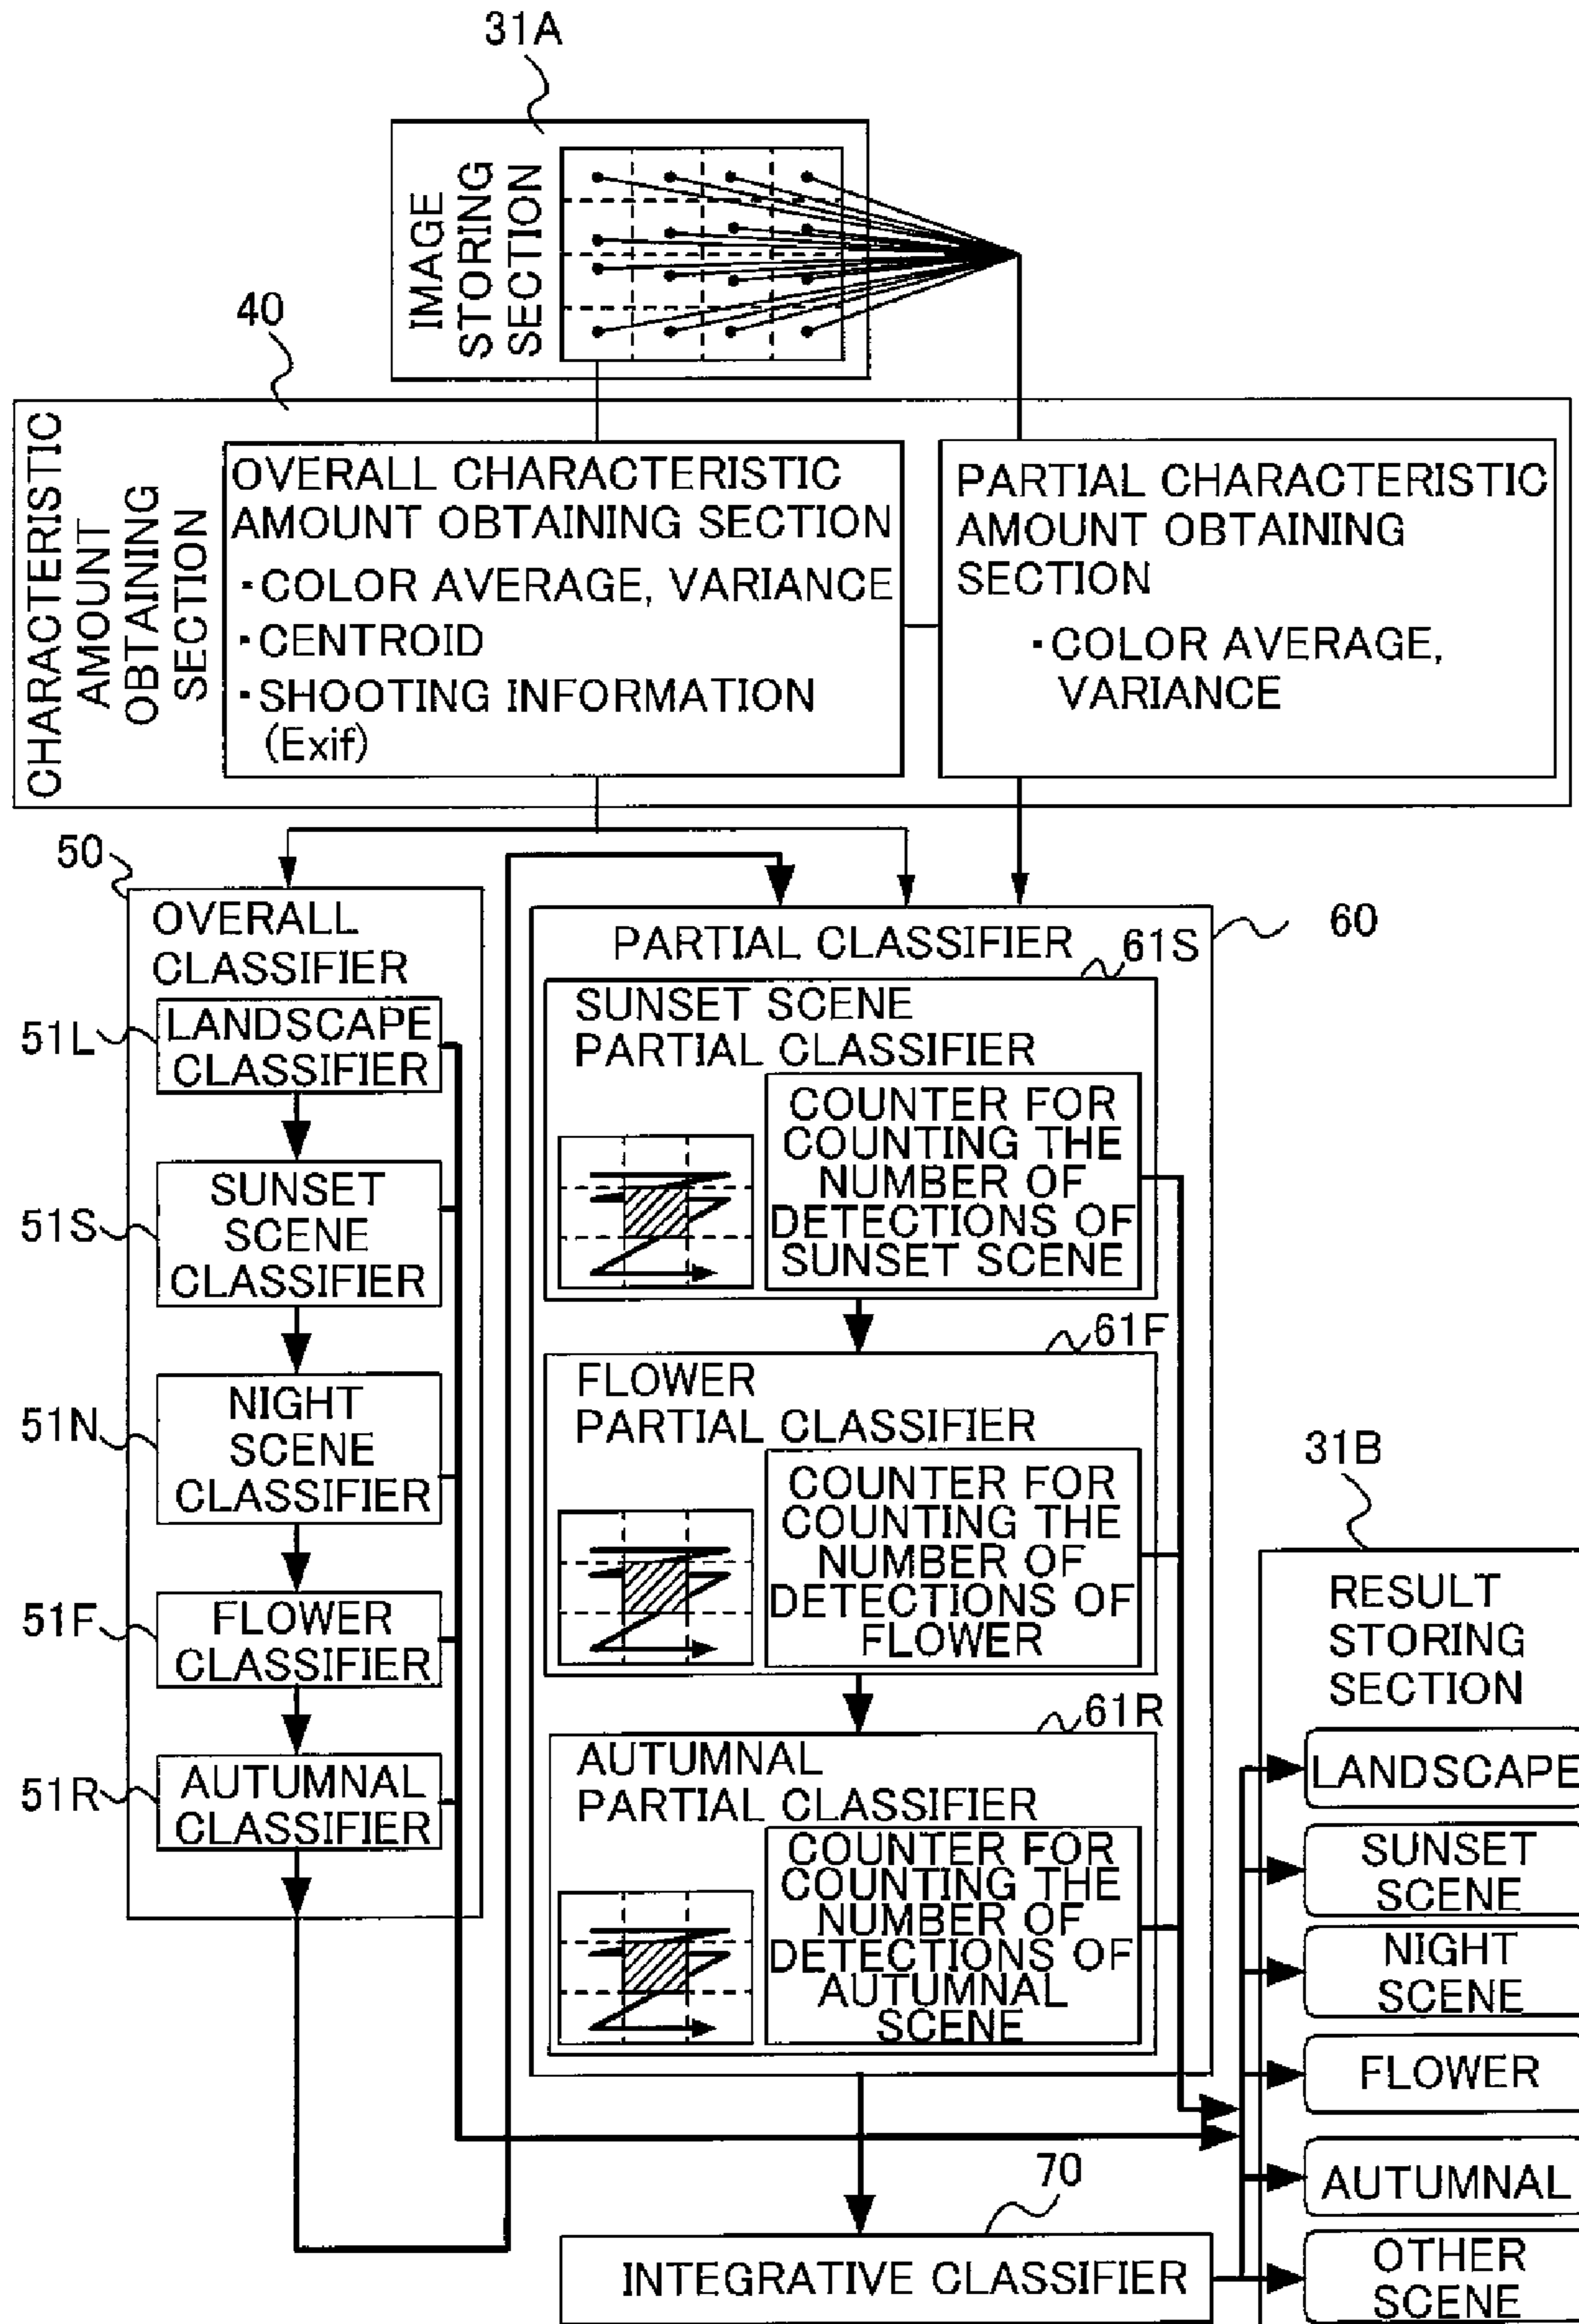 31A
IMAGE
STORING
SECTION
40
CHARACTERISTIC
AMOUNT
OBTAINING
SECTION
OVERALL CHARACTERISTIC
AMOUNT OBTAINING SECTION
・COLOR AVERAGE, VARIANCE
・CENTROID
・SHOOTING INFORMATION
(Exif)
PARTIAL CHARACTERISTIC
AMOUNT OBTAINING
SECTION
・COLOR AVERAGE,
VARIANCE
50
OVERALL
CLASSIFIER
51L
LANDSCAPE
CLASSIFIER
51S
SUNSET
SCENE
CLASSIFIER
51N
NIGHT
SCENE
CLASSIFIER
51F
FLOWER
CLASSIFIER
51R
AUTUMNAL
CLASSIFIER
60
PARTIAL CLASSIFIER
61S
SUNSET SCENE
PARTIAL CLASSIFIER
COUNTER FOR
COUNTING THE
NUMBER OF
DETECTIONS OF
SUNSET SCENE
61F
FLOWER
PARTIAL CLASSIFIER
COUNTER FOR
COUNTING THE
NUMBER OF
DETECTIONS OF
FLOWER
61R
AUTUMNAL
PARTIAL CLASSIFIER
COUNTER FOR
COUNTING THE
NUMBER OF
DETECTIONS OF
AUTUMNAL
SCENE
70
INTEGRATIVE CLASSIFIER
31B
RESULT
STORING
SECTION
LANDSCAPE
SUNSET
SCENE
NIGHT
SCENE
FLOWER
AUTUMNAL
OTHER
SCENE